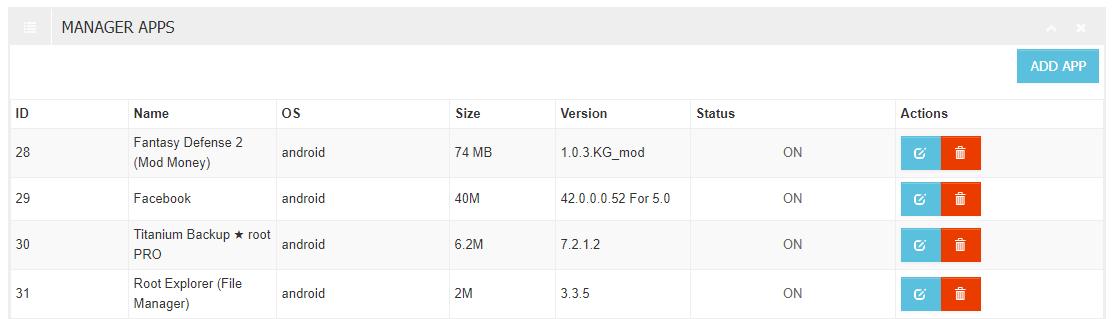 MANAGER APPS
ADD APP
ID Name OS Size Version Status Actions
28 Fantasy Defense 2 (Mod Money) android 74 MB 1.0.3.KG_mod ON
29 Facebook android 40M 42.0.0.0.52 For 5.0 ON
30 Titanium Backup ★ root PRO android 6.2M 7.2.1.2 ON
31 Root Explorer (File Manager) android 2M 3.3.5 ON